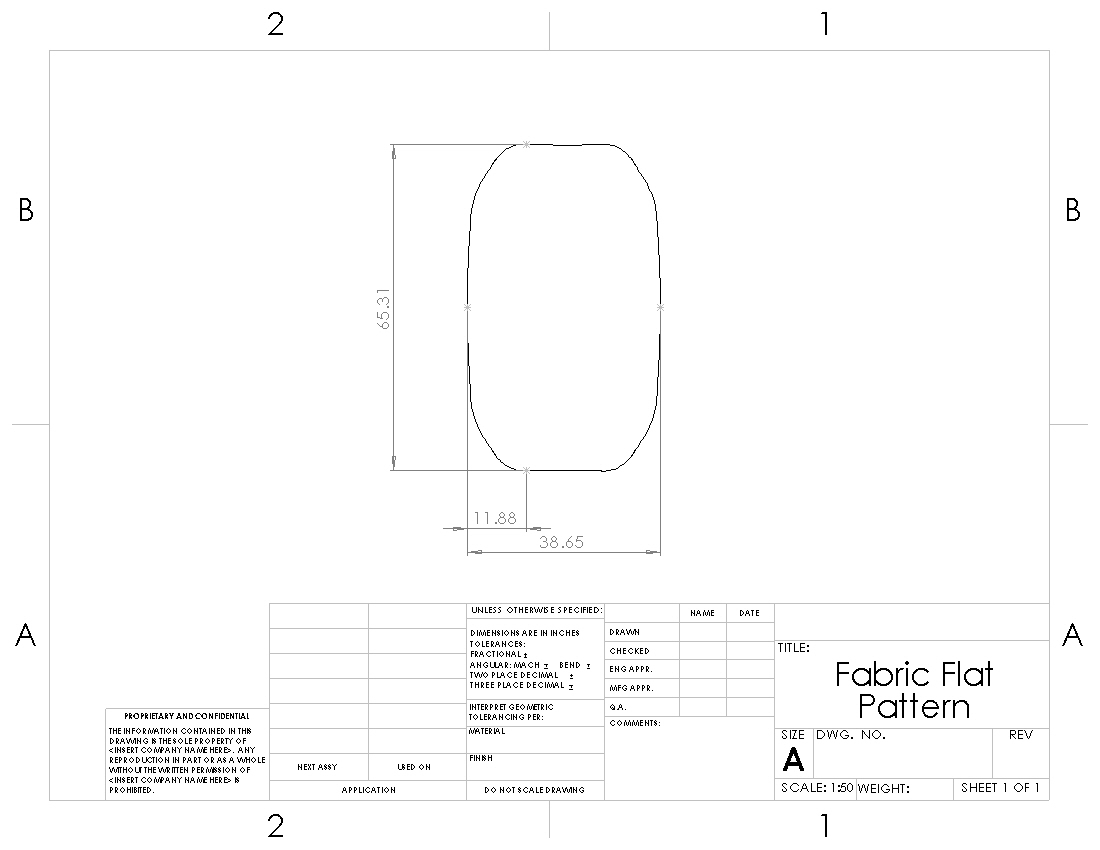 2
1
B
B
65.31
11.88
38.65
A
A
UNLESS OTHERWISE SPECIFIED:
DIMENSIONS ARE IN INCHES
TOLERANCES:
FRACTIONAL ±
ANGULAR: MACH ± BEND ±
TWO PLACE DECIMAL ±
THREE PLACE DECIMAL ±
INTERPRET GEOMETRIC
TOLERANCING PER:
MATERIAL
FINISH
DO NOT SCALE DRAWING
NAME
DATE
DRAWN
CHECKED
ENG APPR.
MFG APPR.
Q.A.
COMMENTS:
TITLE:
Fabric Flat
Pattern
SIZE
A
DWG. NO.
REV
SCALE: 1:50
WEIGHT:
SHEET 1 OF 1
PROPRIETARY AND CONFIDENTIAL
THE INFORMATION CONTAINED IN THIS
DRAWING IS THE SOLE PROPERTY OF
<INSERT COMPANY NAME HERE>. ANY
REPRODUCTION IN PART OR AS A WHOLE
WITHOUT THE WRITTEN PERMISSION OF
<INSERT COMPANY NAME HERE> IS
PROHIBITED.
NEXT ASSY
USED ON
APPLICATION
2
1